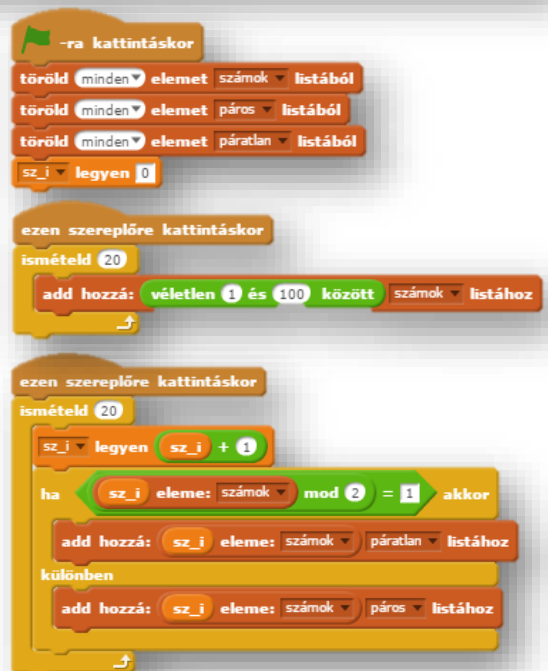 -ra kattintáskor
töröld minden elemet számok listából
töröld minden elemet páros listából
töröld minden elemet páratlan listából
sz_i legyen 0
ezen szereplőre kattintáskor
ismételd 20
add hozzá: véletlen 1 és 100 között számok listához
ezen szereplőre kattintáskor
ismételd 20
sz_i legyen sz_i + 1
ha sz_i eleme: számok mod 2 = 1 akkor
add hozzá: sz_i eleme: számok páratlan listához
különben
add hozzá: sz_i eleme: számok páros listához